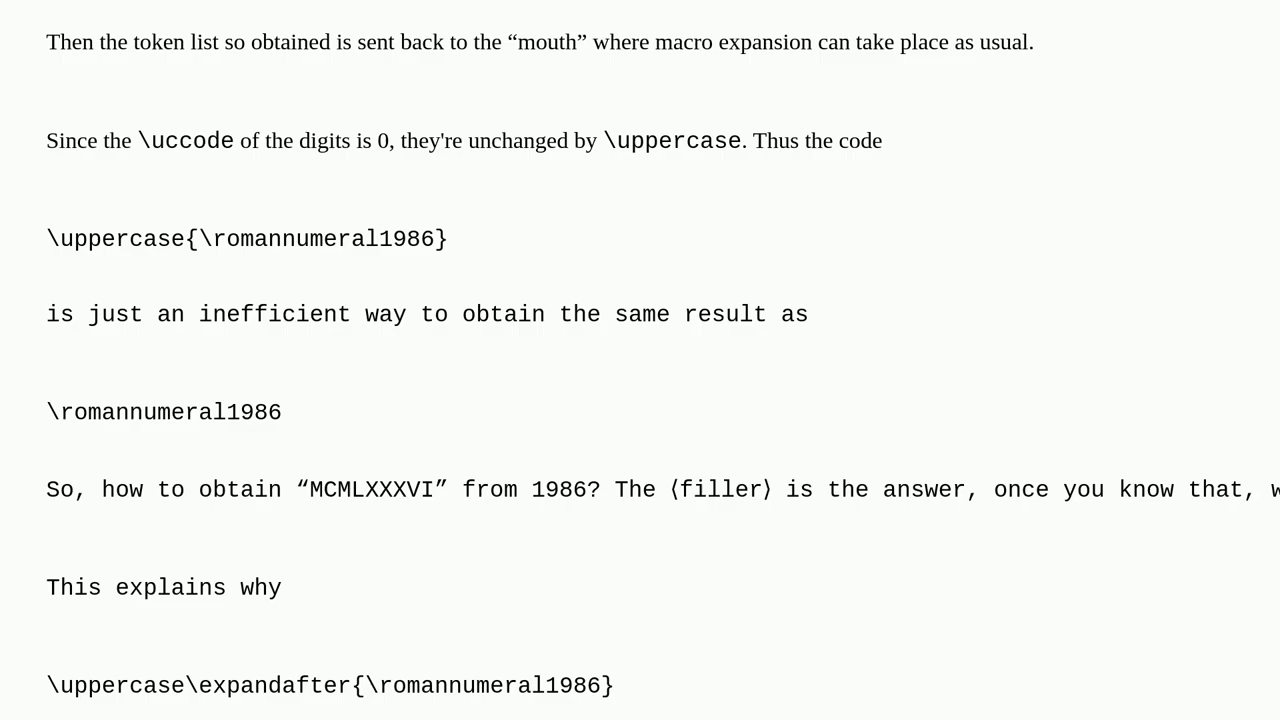 Then the token list so obtained is sent back to the “mouth” where macro expansion can take place as usual.
Since the \uccode of the digits is 0, they're unchanged by \uppercase. Thus the code
\uppercase{\romannumeral1986}
is just an inefficient way to obtain the same result as
\romannumeral1986
So, how to obtain “MCMLXXXVI” from 1986? The ⟨filler⟩ is the answer, once you know that,
This explains why
\uppercase\expandafter{\romannumeral1986}